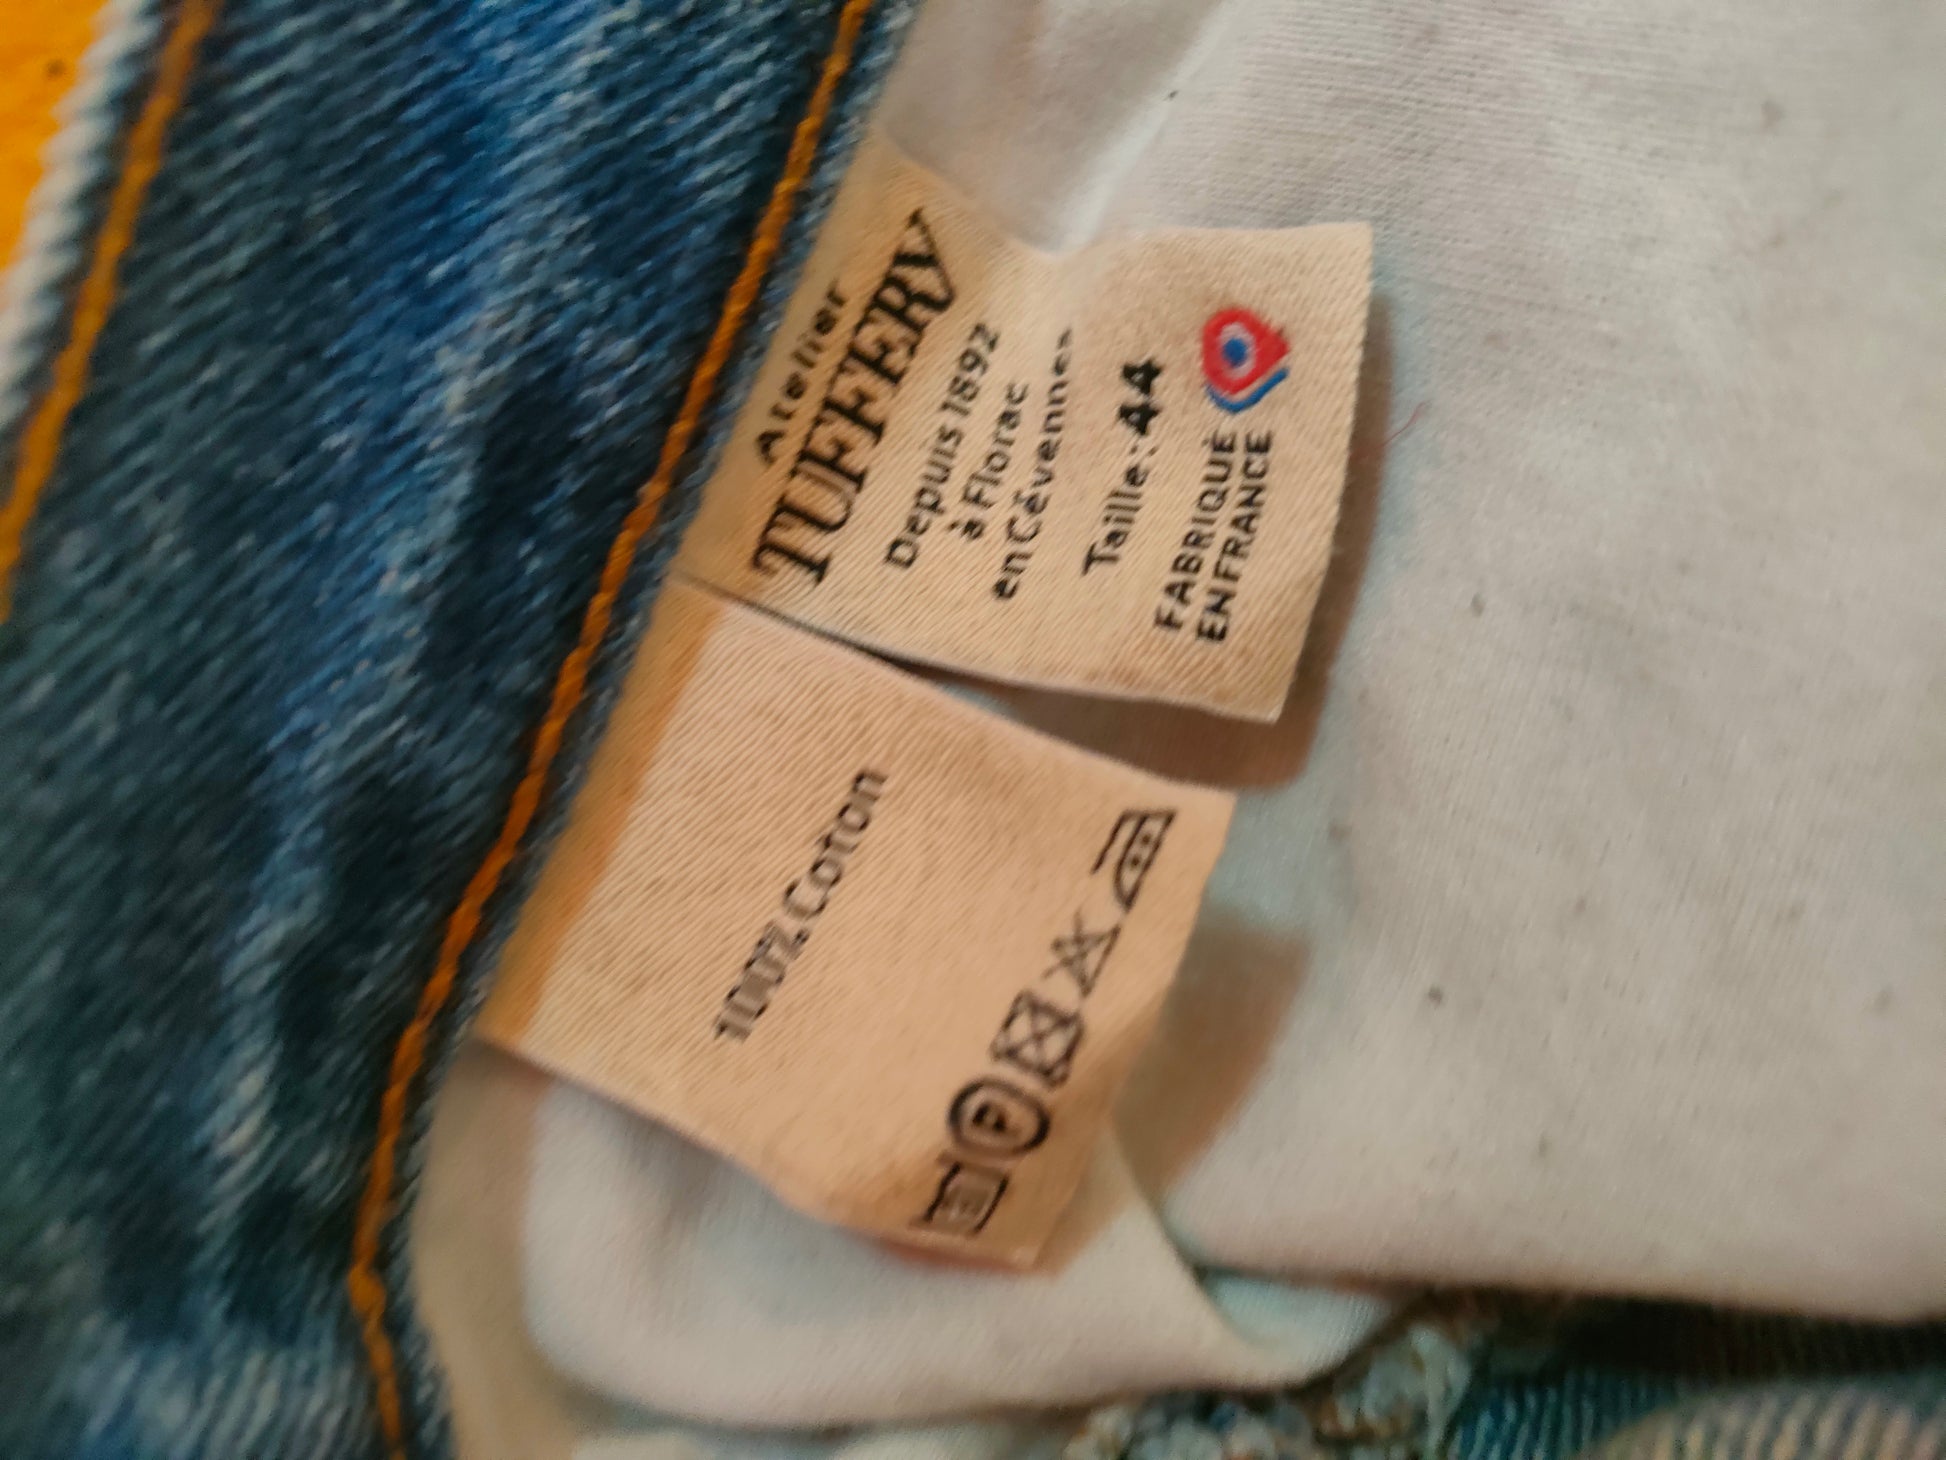 Atelier
TUFFERY
Depuis 1892
à Florac
en Cévennes
Taille: 44
FABRIQUÉ
EN FRANCE
100% Coton
P